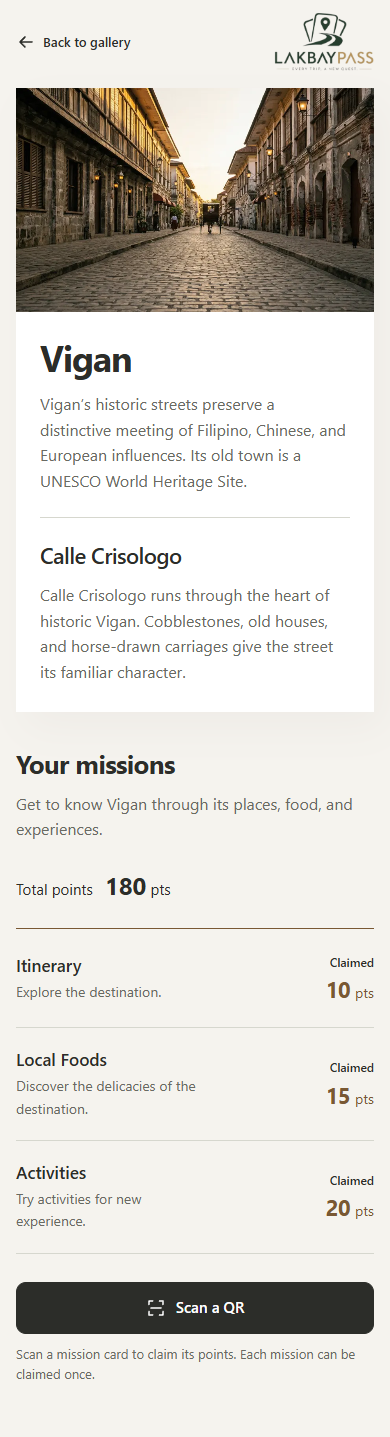 Back to gallery
LAKBAYPASS
EVERY TRIP, A NEW QUEST
Vigan
Vigan's historic streets preserve a
distinctive meeting of Filipino, Chinese, and
European influences. Its old town is a
UNESCO World Heritage Site.
Calle Crisologo
Calle Crisologo runs through the heart of
historic Vigan. Cobblestones, old houses,
and horse-drawn carriages give the street
its familiar character.
Your missions
Get to know Vigan through its places, food, and
experiences.
Total points 180 pts
Itinerary
Explore the destination.
Claimed
10 pts
Local Foods
Discover the delicacies of the
destination.
Claimed
15 pts
Activities
Try activities for new
experience.
Claimed
20 pts
Scan a QR
Scan a mission card to claim its points. Each mission can be
claimed once.